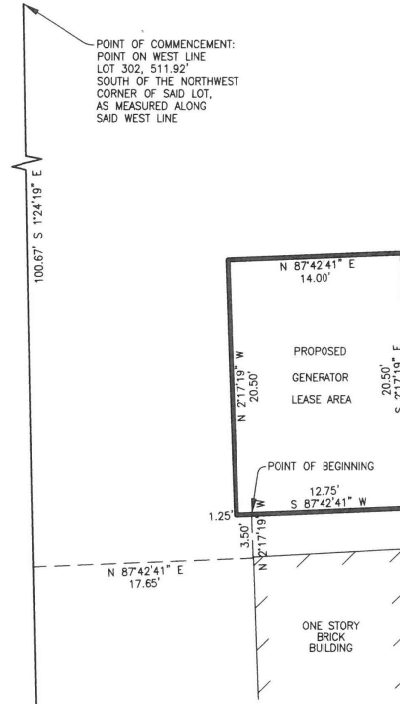 POINT OF COMMENCEMENT:
POINT ON WEST LINE
LOT 302, 511.92'
SOUTH OF THE NORTHWEST
CORNER OF SAID LOT,
AS MEASURED ALONG
SAID WEST LINE
100.67' S 1°24'19" E
N 87°42'41" E
14.00'
N 2°17'19" W
20.50'
PROPOSED
GENERATOR
LEASE AREA
20.50'
S 2°17'19" E
POINT OF BEGINNING
12.75'
S 87°42'41" W
1.25'
3.50'
N 2°17'19" W
N 87°42'41" E
17.65'
ONE STORY
BRICK
BUILDING